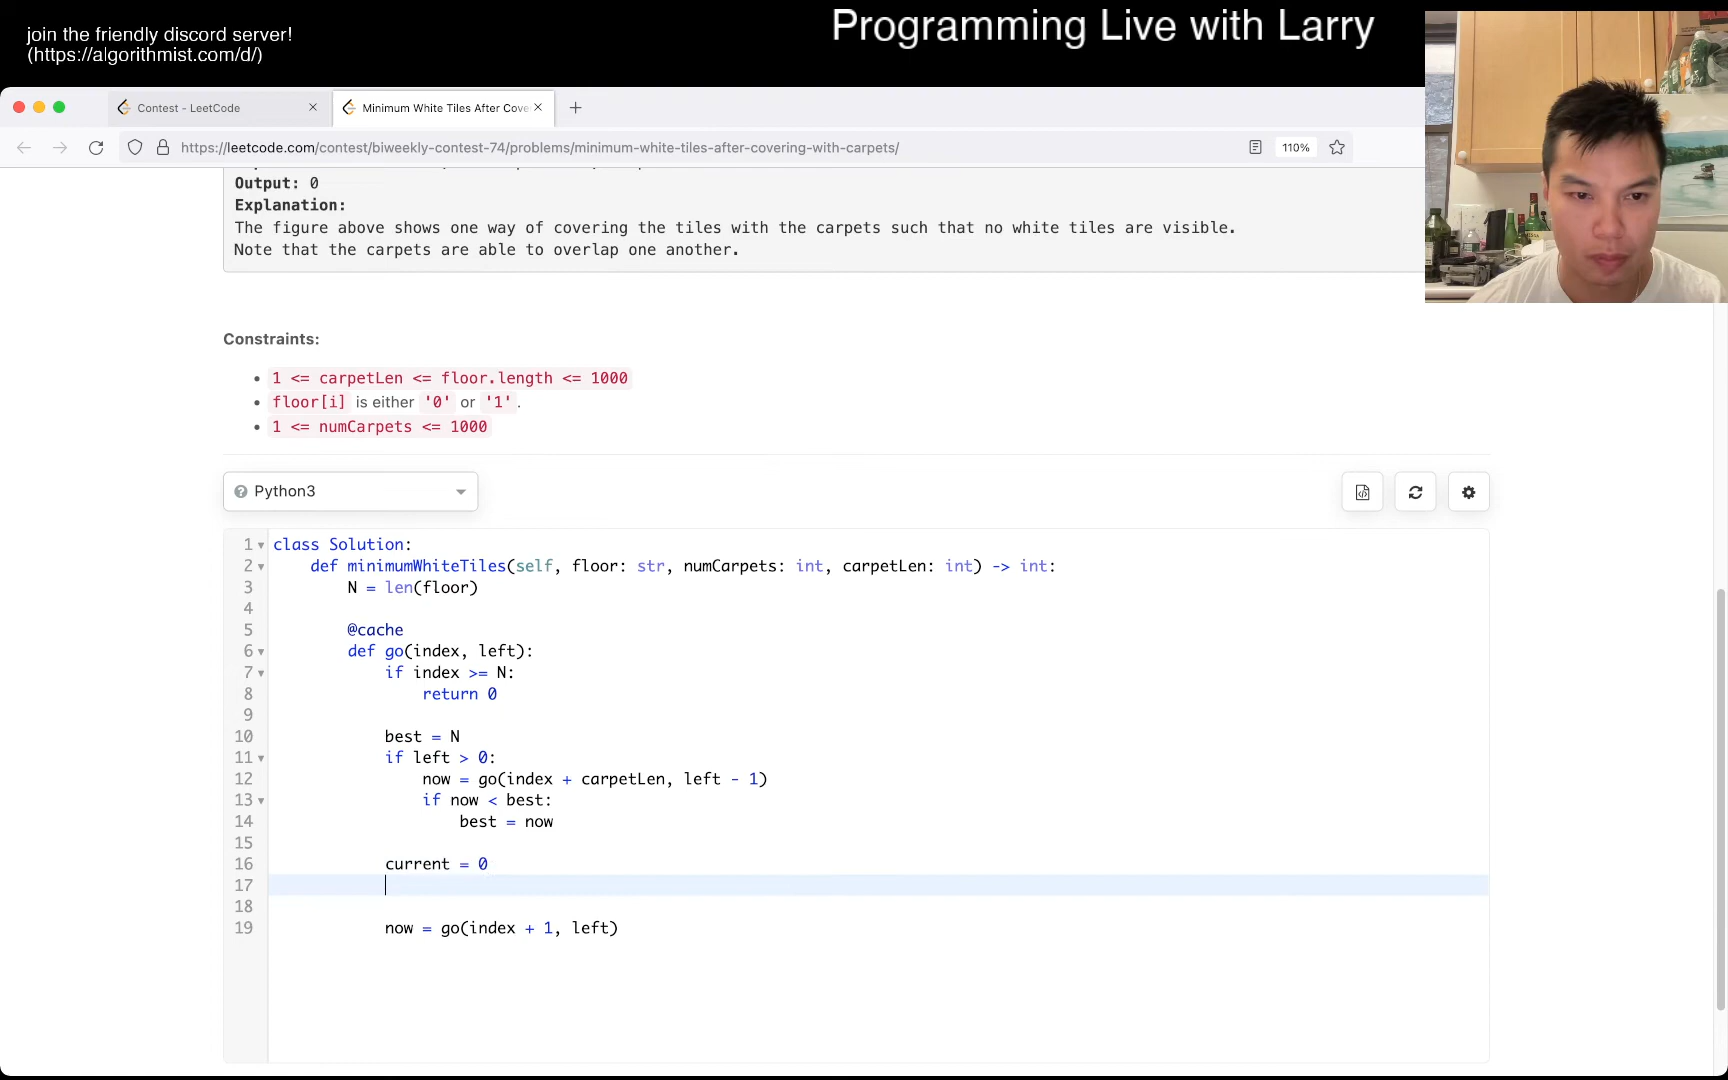 join the friendly discord server!
(https://algorithmist.com/d/)
Programming Live with Larry
Contest - LeetCode
Minimum White Tiles After Cove
https://leetcode.com/contest/biweekly-contest-74/problems/minimum-white-tiles-after-covering-with-carpets/
110%
Output: 0
Explanation:
The figure above shows one way of covering the tiles with the carpets such that no white tiles are visible.
Note that the carpets are able to overlap one another.
Constraints:
• 1 <= carpetLen <= floor.length <= 1000
• floor[i] is either '0' or '1'.
• 1 <= numCarpets <= 1000
Python3
1 class Solution:
2     def minimumWhiteTiles(self, floor: str, numCarpets: int, carpetLen: int) -> int:
3         N = len(floor)
4
5         @cache
6         def go(index, left):
7             if index >= N:
8                 return 0
9
10             best = N
11             if left > 0:
12                 now = go(index + carpetLen, left - 1)
13                 if now < best:
14                     best = now
15
16             current = 0
17
18
19             now = go(index + 1, left)